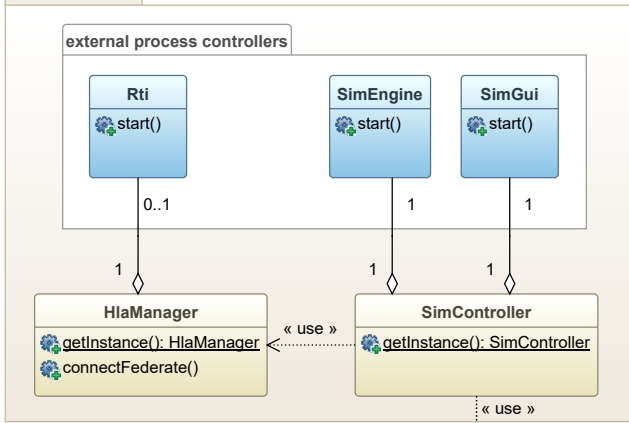 external process controllers
Rti
start()
SimEngine
start()
SimGui
start()
0..1
1
1
1
1
1
HlaManager
getInstance(): HlaManager
connectFederate()
« use »
SimController
getInstance(): SimController
« use »